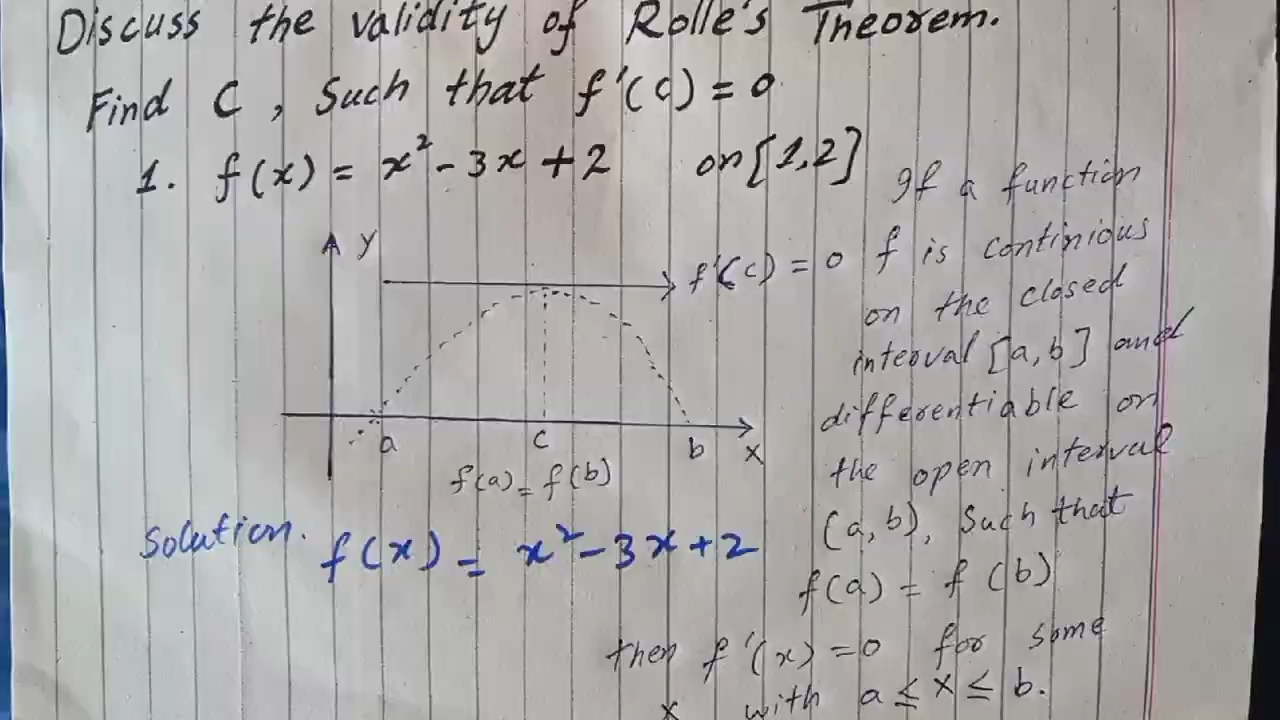 Discuss the validity of Rolle's Theorem.
Find C, Such that f'(c) = 0
1. f(x) = x² - 3x + 2 on [1,2]
y
f'(c) = 0
a
c
b
x
f(a) = f(b)
If a function
f is continious
on the closed
interval [a,b] and
differentiable on
the open interval
(a,b), Such that
f(a) = f(b)
then f'(x) = 0 for some
x with a ≤ x ≤ b.
Solution. f(x) = x² - 3x + 2